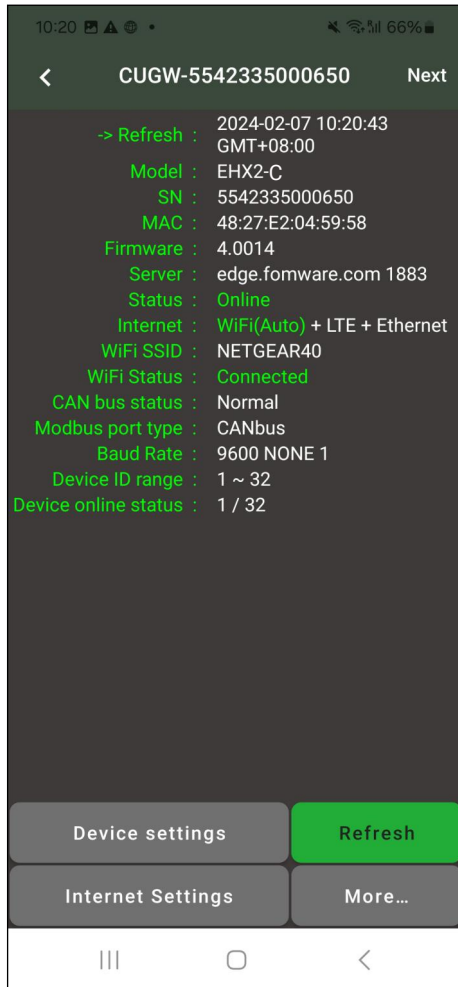 10:20 66%
CUGW-5542335000650 Next
-> Refresh : 2024-02-07 10:20:43
GMT+08:00
Model : EHX2-C
SN : 5542335000650
MAC : 48:27:E2:04:59:58
Firmware : 4.0014
Server : edge.fomware.com 1883
Status : Online
Internet : WiFi(Auto) + LTE + Ethernet
WiFi SSID : NETGEAR40
WiFi Status : Connected
CAN bus status : Normal
Modbus port type : CANbus
Baud Rate : 9600 NONE 1
Device ID range : 1 ~ 32
Device online status : 1 / 32
Device settings Refresh
Internet Settings More...